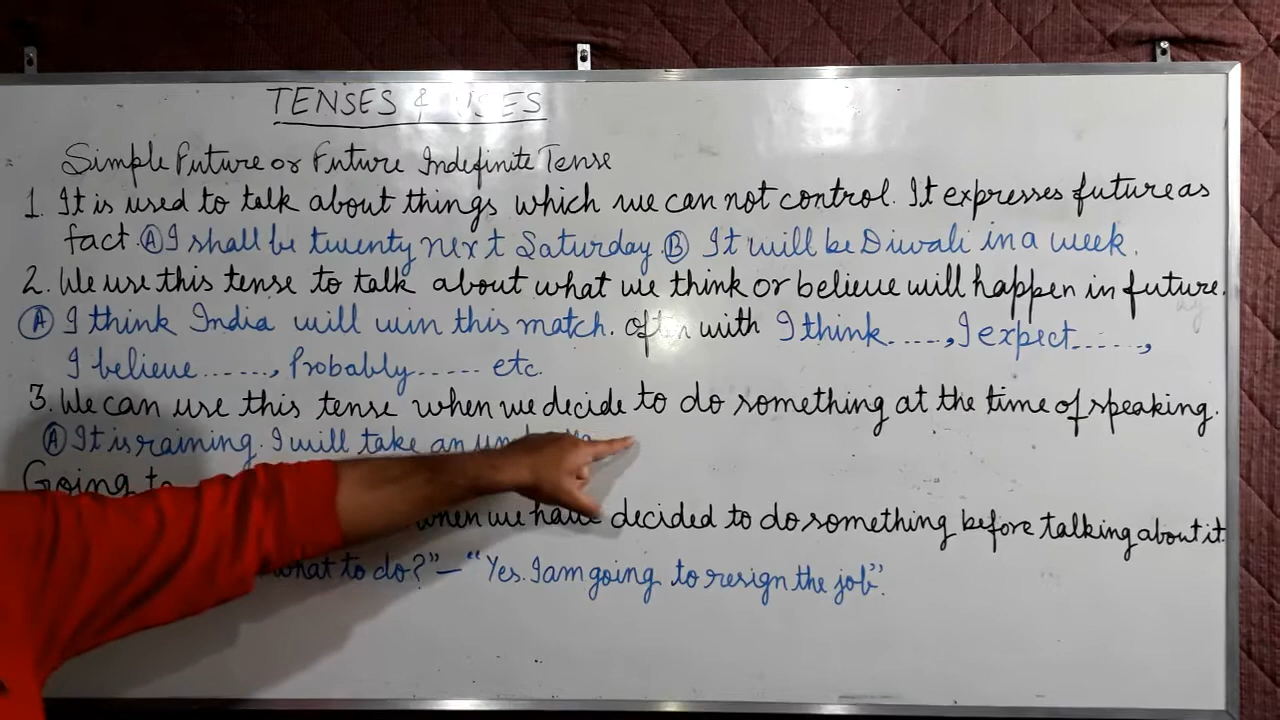 TENSES & USES
Simple Future or Future Indefinite Tense
1. It is used to talk about things which we can not control. It expresses future as
fact. Ⓐ I shall be twenty next Saturday. Ⓑ It will be Diwali in a week.
2. We use this tense to talk about what we think or believe will happen in future.
Ⓐ I think India will win this match. Often with I think ....., I expect .....,
I believe ......, Probably ...... etc.
3. We can use this tense when we decide to do something at the time of speaking.
Ⓐ It is raining. I will take an
Going to
when we have decided to do something before talking about it.
what to do?" — "Yes. I am going to resign the job".